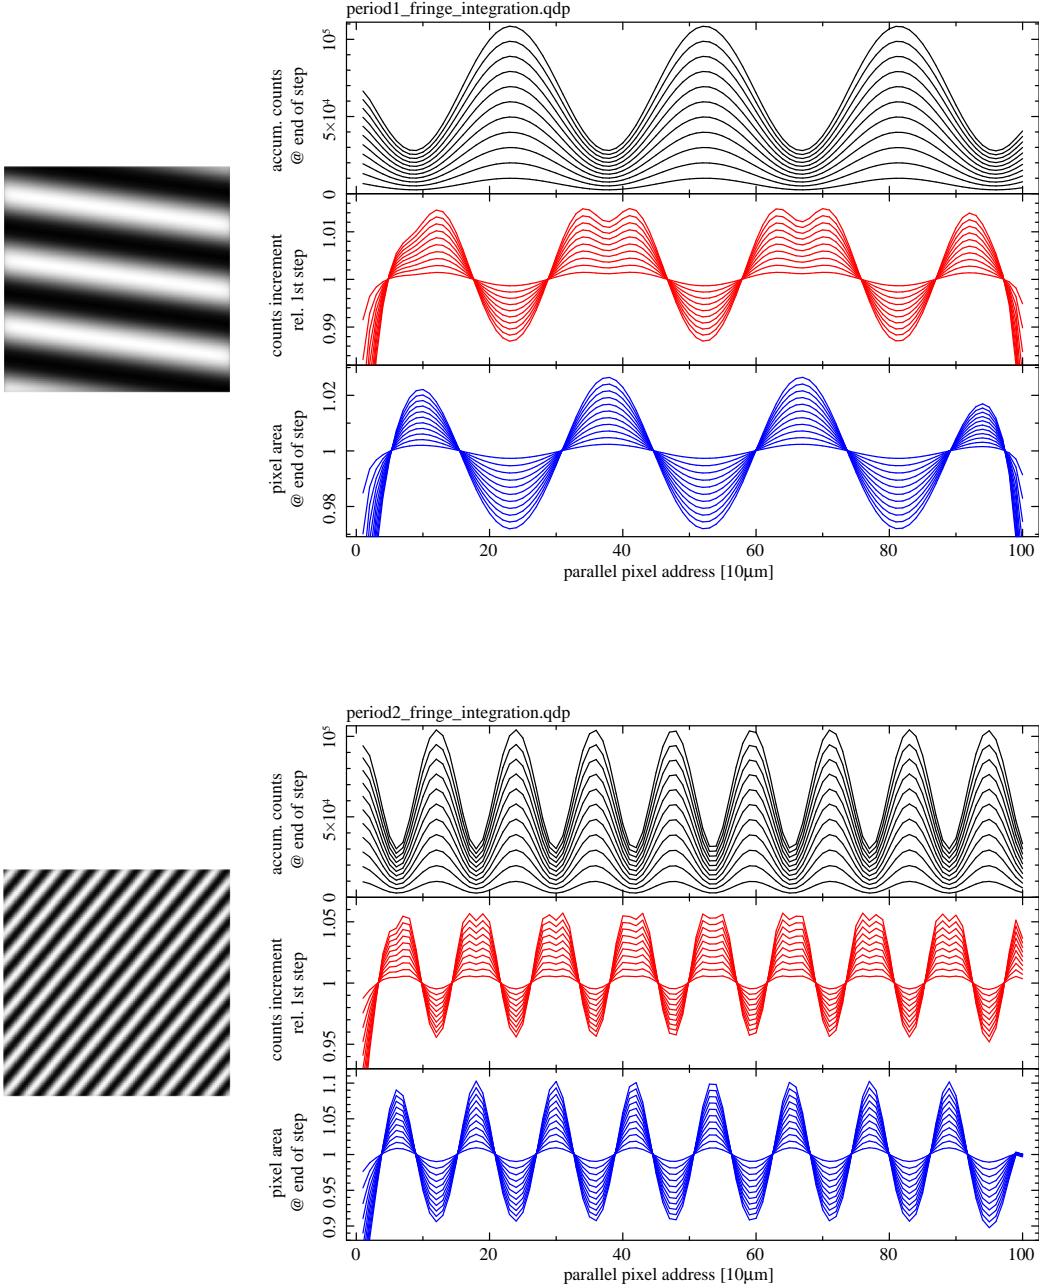 period1_fringe_integration.qdp
accum. counts
@ end of step
0
5×10⁴
10⁵
counts increment
rel. 1st step
0.99
1
1.01
pixel area
@ end of step
0.98
1
1.02
0 20 40 60 80 100
parallel pixel address [10μm]
period2_fringe_integration.qdp
accum. counts
@ end of step
0
5×10⁴
10⁵
counts increment
rel. 1st step
0.95
1
1.05
pixel area
@ end of step
0.9
0.95
1
1.05
1.1
0 20 40 60 80 100
parallel pixel address [10μm]